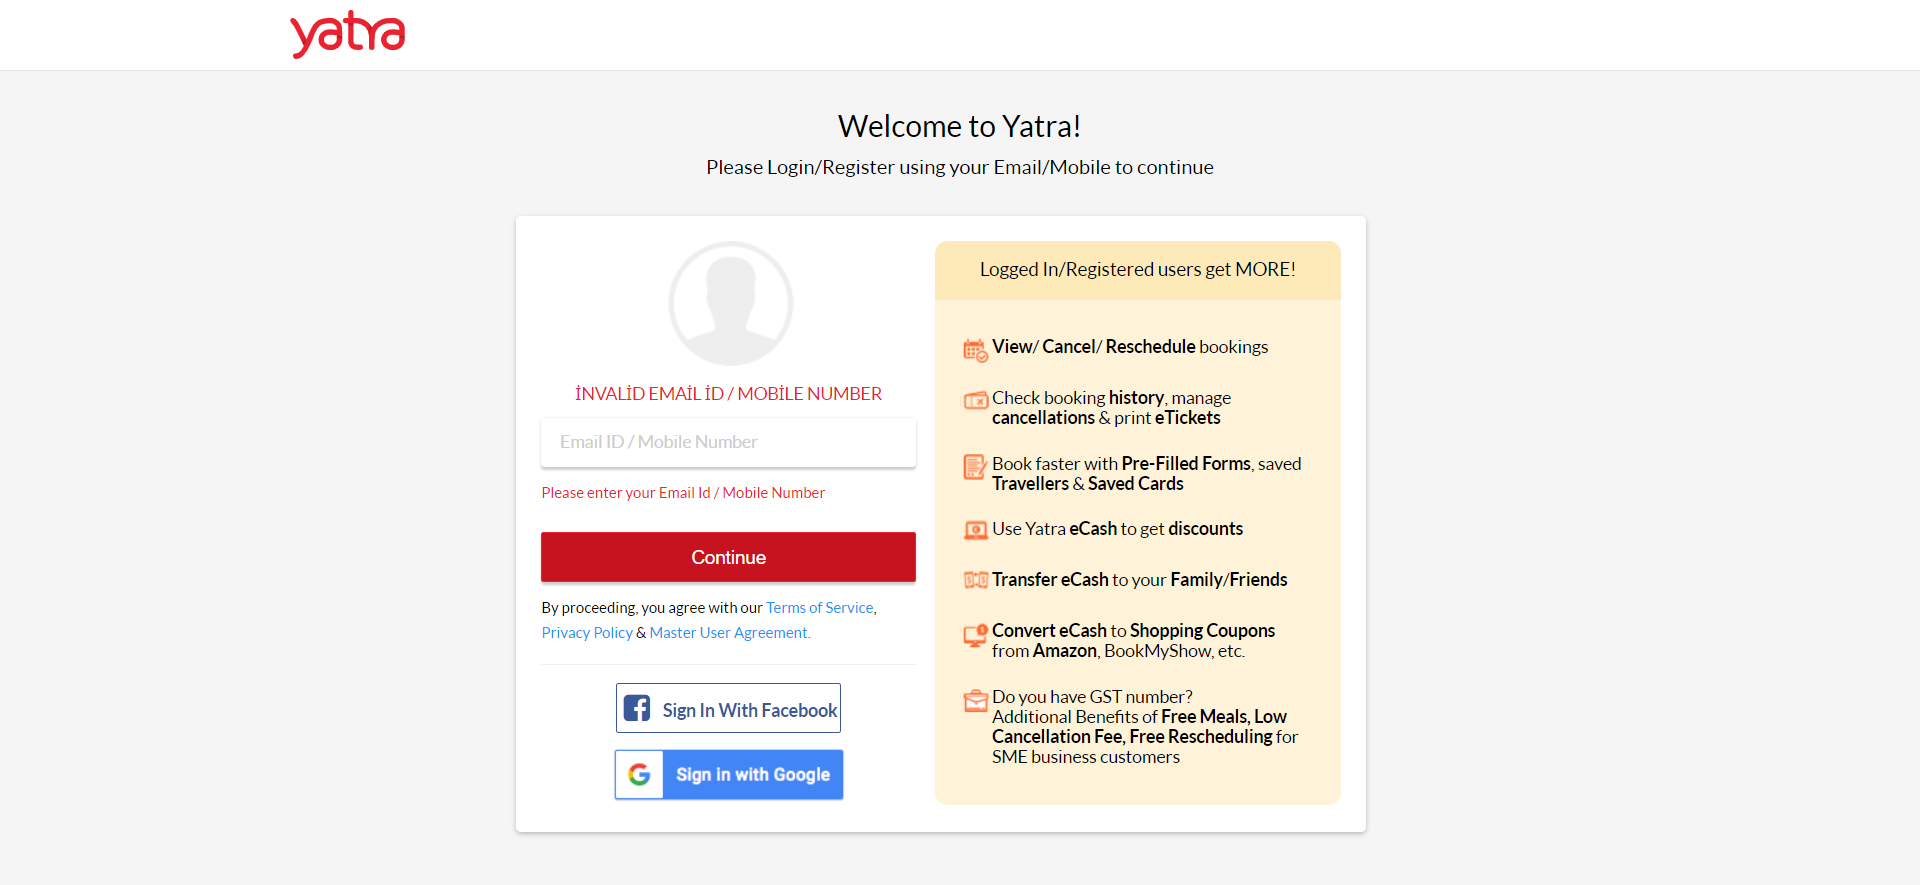 yatra
Welcome to Yatra!
Please Login/Register using your Email/Mobile to continue
İNVALİD EMAİL İD / MOBİLE NUMBER
Email ID / Mobile Number
Please enter your Email Id / Mobile Number
Continue
By proceeding, you agree with our Terms of Service,
Privacy Policy & Master User Agreement.
Sign In With Facebook
Sign in with Google
Logged In/Registered users get MORE!
View/ Cancel/ Reschedule bookings
Check booking history, manage
cancellations & print eTickets
Book faster with Pre-Filled Forms, saved
Travellers & Saved Cards
Use Yatra eCash to get discounts
Transfer eCash to your Family/Friends
Convert eCash to Shopping Coupons
from Amazon, BookMyShow, etc.
Do you have GST number?
Additional Benefits of Free Meals, Low
Cancellation Fee, Free Rescheduling for
SME business customers